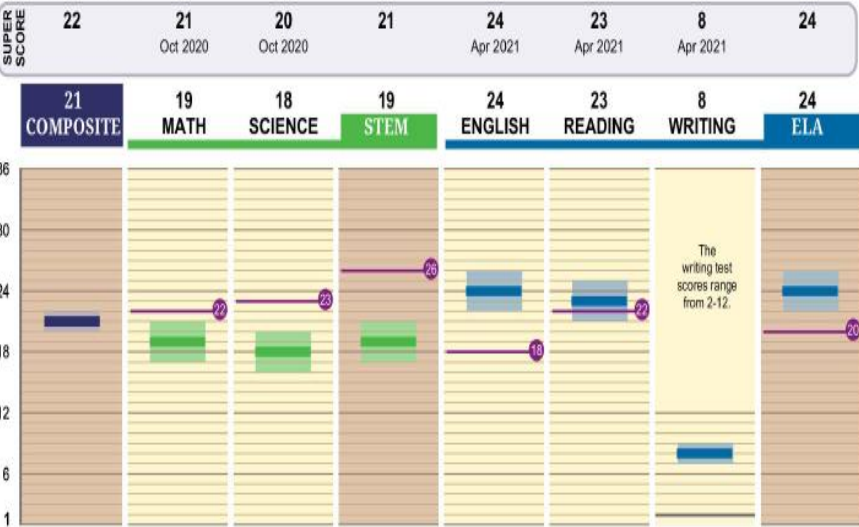 SUPER SCORE
22 21 20 21 24 23 8 24
Oct 2020 Oct 2020 Apr 2021 Apr 2021 Apr 2021
21 19 18 19 24 23 8 24
COMPOSITE MATH SCIENCE STEM ENGLISH READING WRITING ELA
36
30
24
18
12
6
1
22
23
26
18
22
The
writing test
scores range
from 2-12.
20